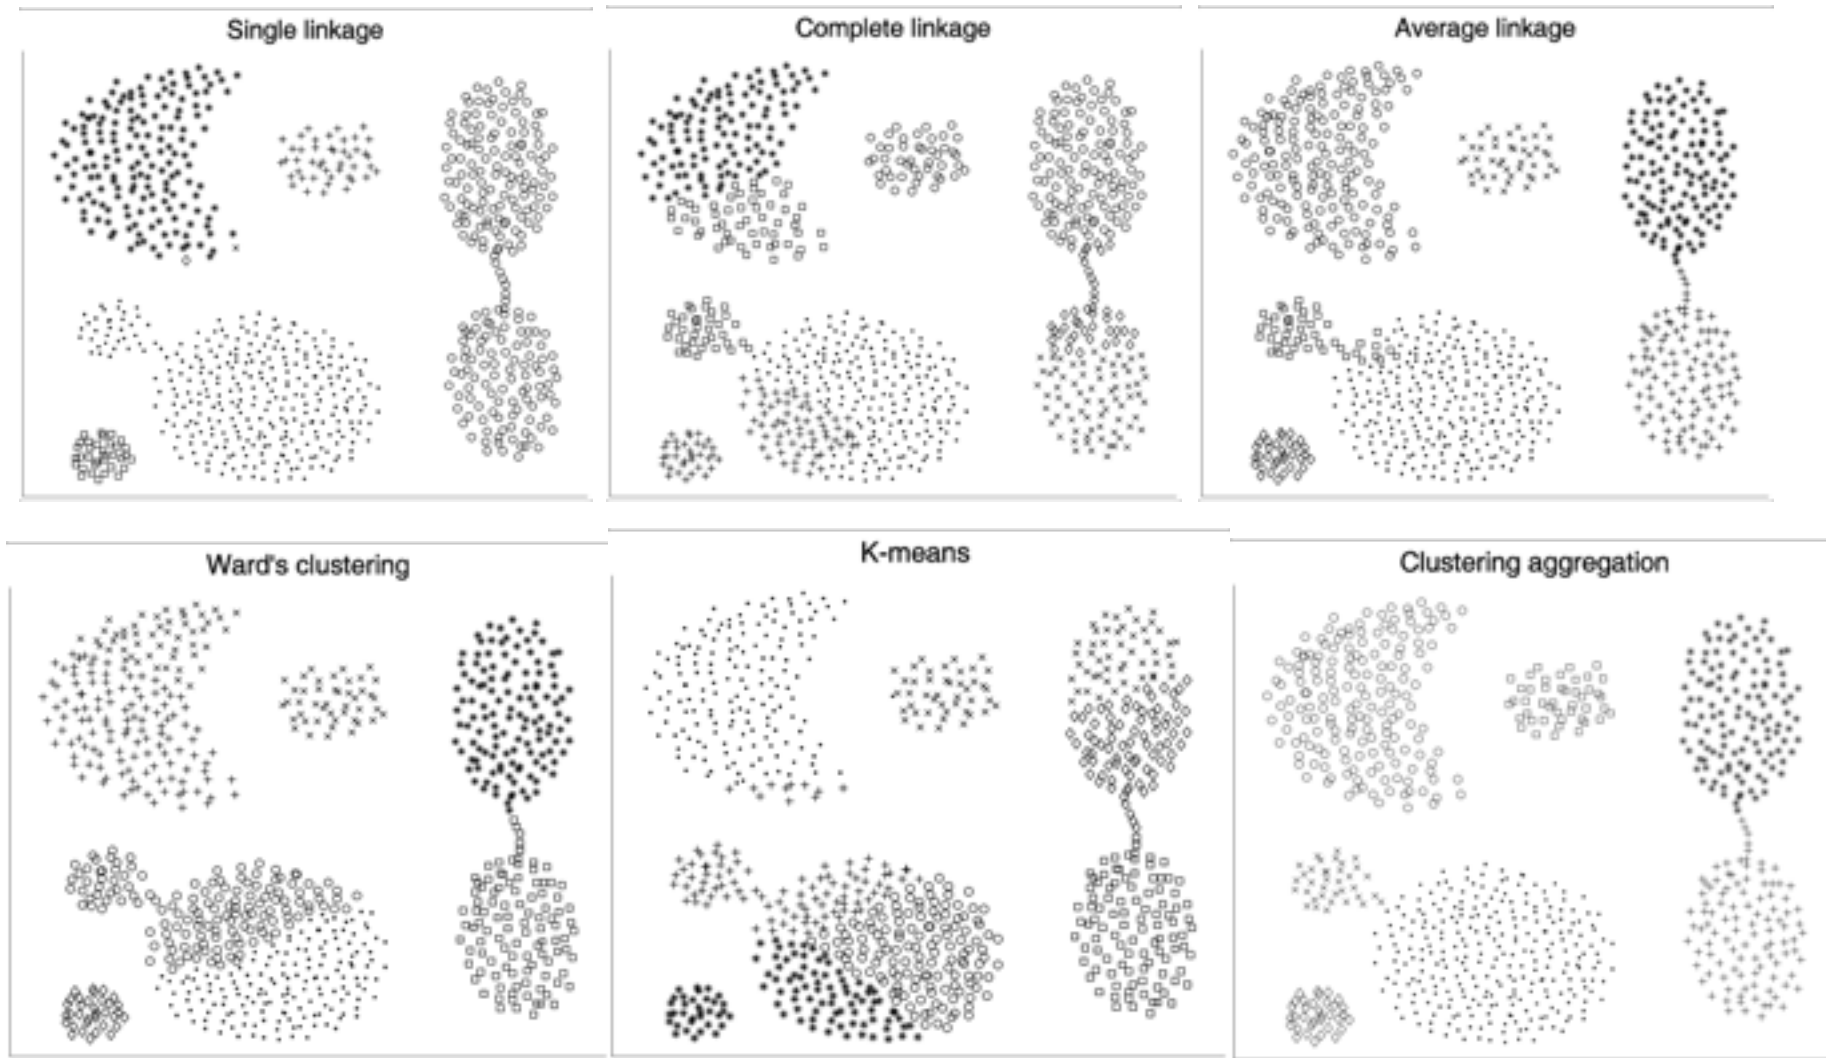 Single linkage
Complete linkage
Average linkage
Ward's clustering
K-means
Clustering aggregation